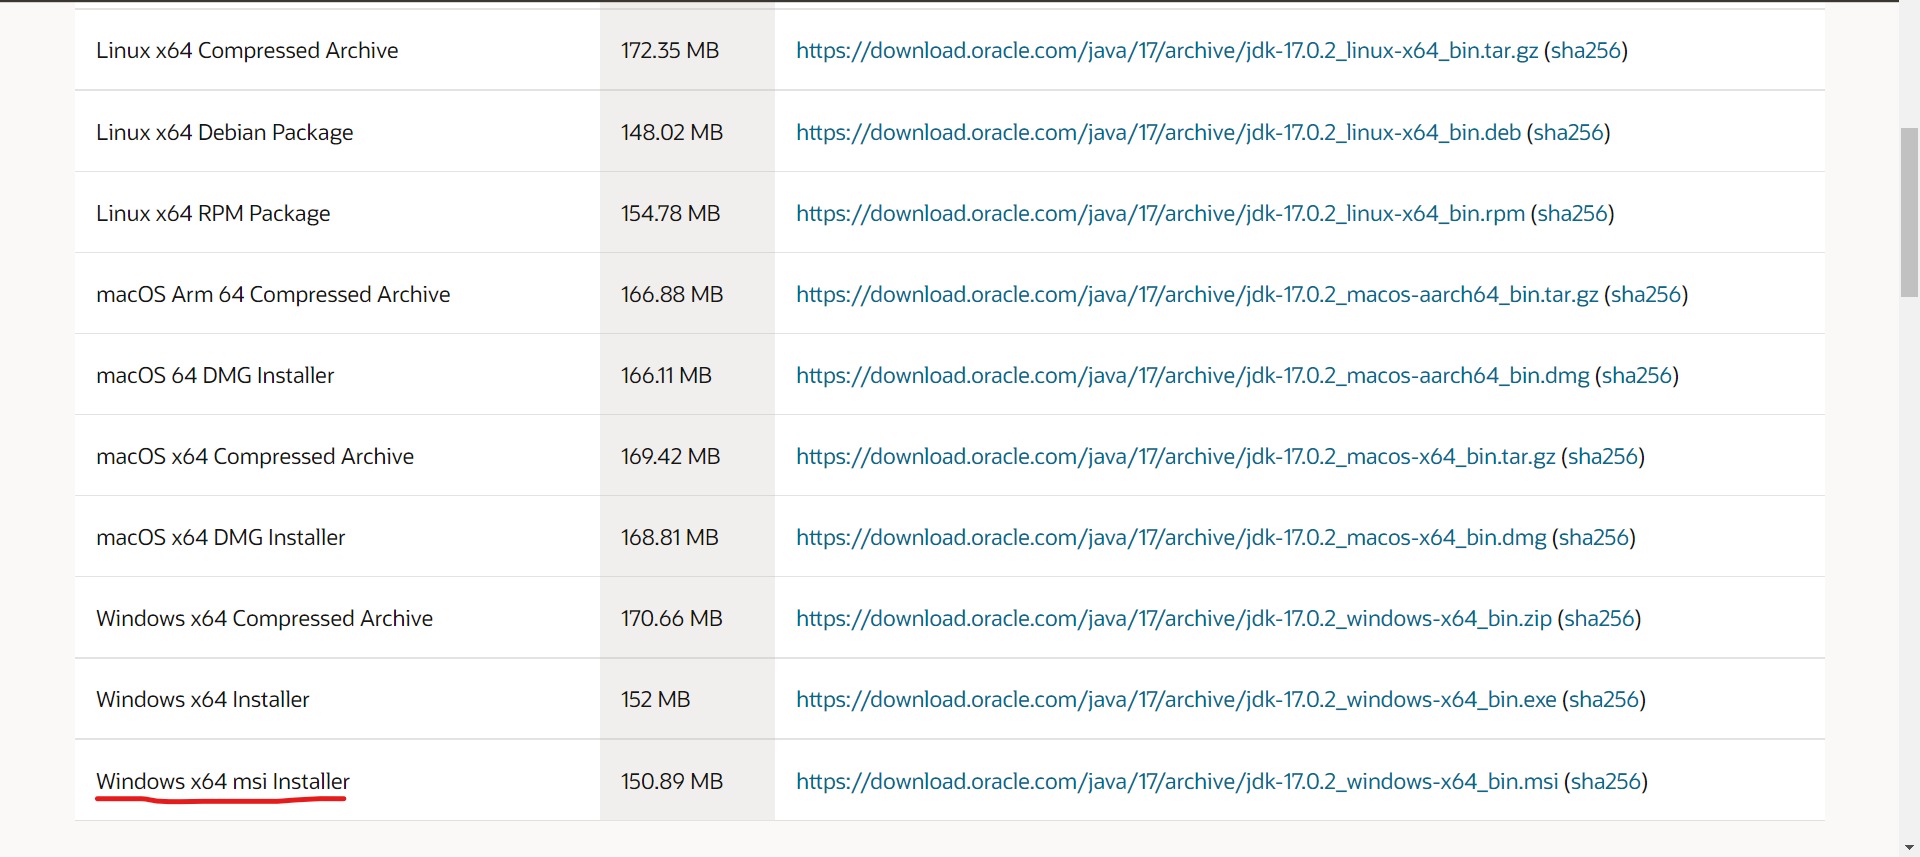 Linux x64 Compressed Archive 172.35 MB https://download.oracle.com/java/17/archive/jdk-17.0.2_linux-x64_bin.tar.gz (sha256)
Linux x64 Debian Package 148.02 MB https://download.oracle.com/java/17/archive/jdk-17.0.2_linux-x64_bin.deb (sha256)
Linux x64 RPM Package 154.78 MB https://download.oracle.com/java/17/archive/jdk-17.0.2_linux-x64_bin.rpm (sha256)
macOS Arm 64 Compressed Archive 166.88 MB https://download.oracle.com/java/17/archive/jdk-17.0.2_macos-aarch64_bin.tar.gz (sha256)
macOS 64 DMG Installer 166.11 MB https://download.oracle.com/java/17/archive/jdk-17.0.2_macos-aarch64_bin.dmg (sha256)
macOS x64 Compressed Archive 169.42 MB https://download.oracle.com/java/17/archive/jdk-17.0.2_macos-x64_bin.tar.gz (sha256)
macOS x64 DMG Installer 168.81 MB https://download.oracle.com/java/17/archive/jdk-17.0.2_macos-x64_bin.dmg (sha256)
Windows x64 Compressed Archive 170.66 MB https://download.oracle.com/java/17/archive/jdk-17.0.2_windows-x64_bin.zip (sha256)
Windows x64 Installer 152 MB https://download.oracle.com/java/17/archive/jdk-17.0.2_windows-x64_bin.exe (sha256)
Windows x64 msi Installer 150.89 MB https://download.oracle.com/java/17/archive/jdk-17.0.2_windows-x64_bin.msi (sha256)